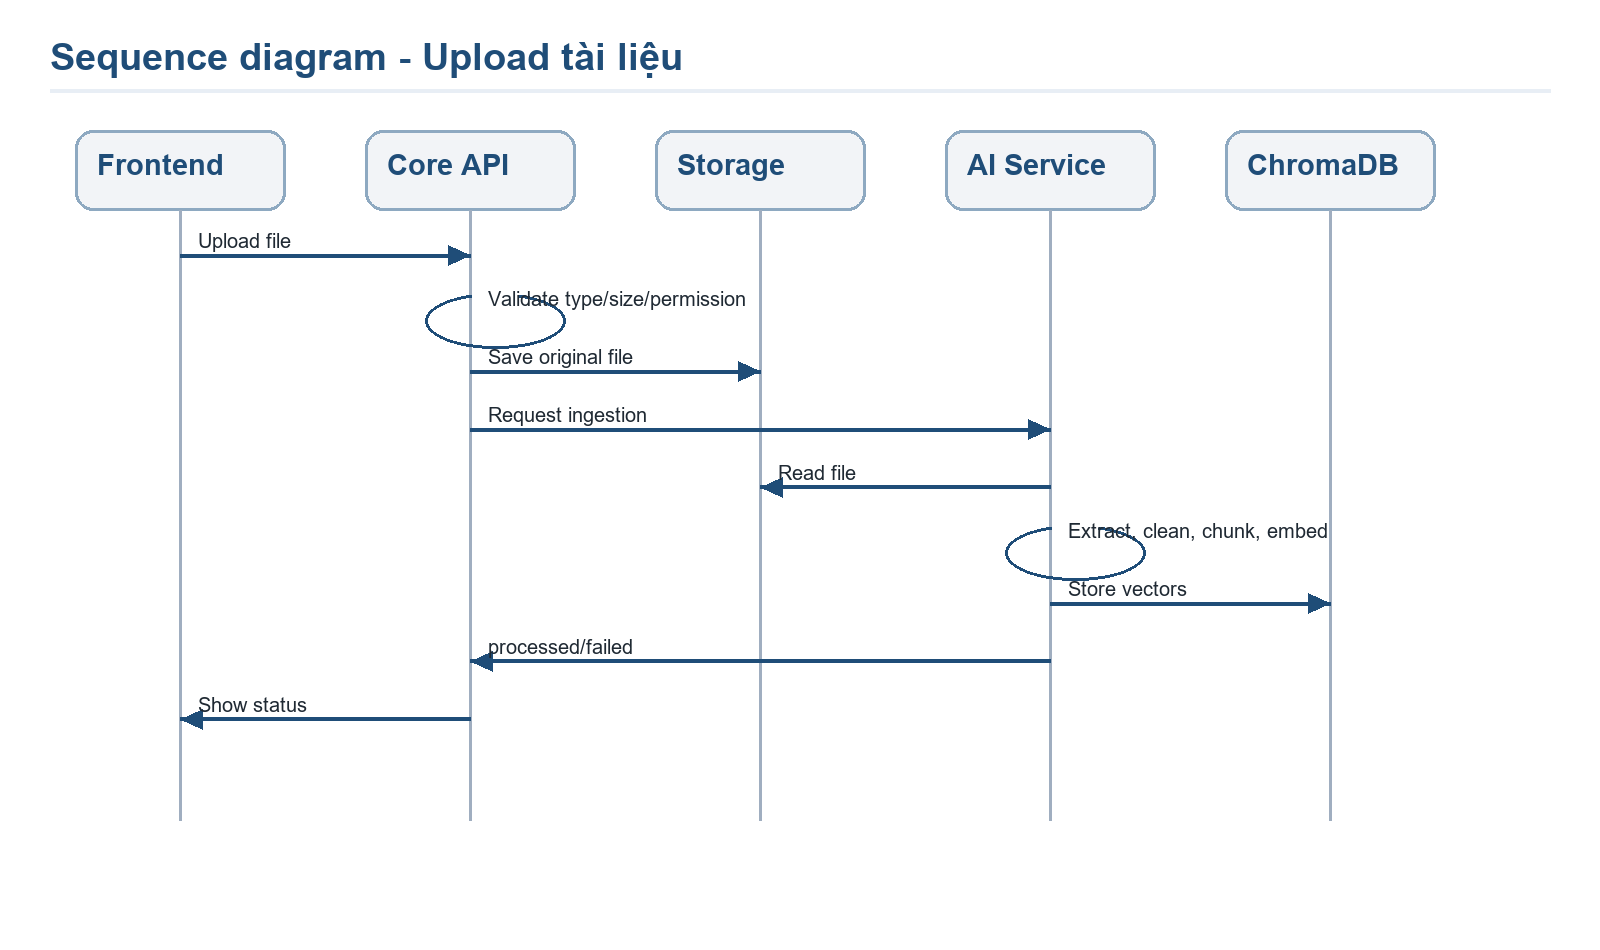 Sequence diagram - Upload tài liệu
Frontend
Core API
Storage
AI Service
ChromaDB
Upload file
Validate type/size/permission
Save original file
Request ingestion
Read file
Extract, clean, chunk, embed
Store vectors
processed/failed
Show status